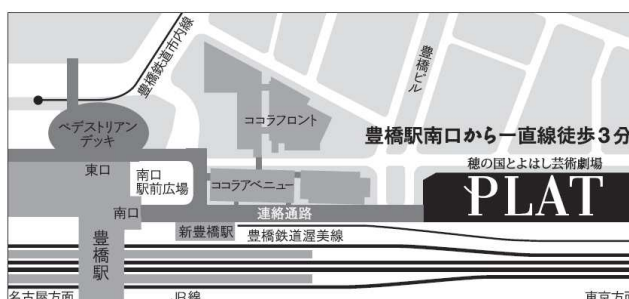 豊橋鉄道市内線
豊橋ビル
ペデストリアン
デッキ
ココラフロント
豊橋駅南口から一直線徒歩3分
穂の国とよはし芸術劇場
PLAT
東口
南口
駅前広場
ココラアベニュー
南口
連絡通路
新豊橋駅
豊橋鉄道渥美線
豊橋駅
名古屋方面
JR線
東京方面